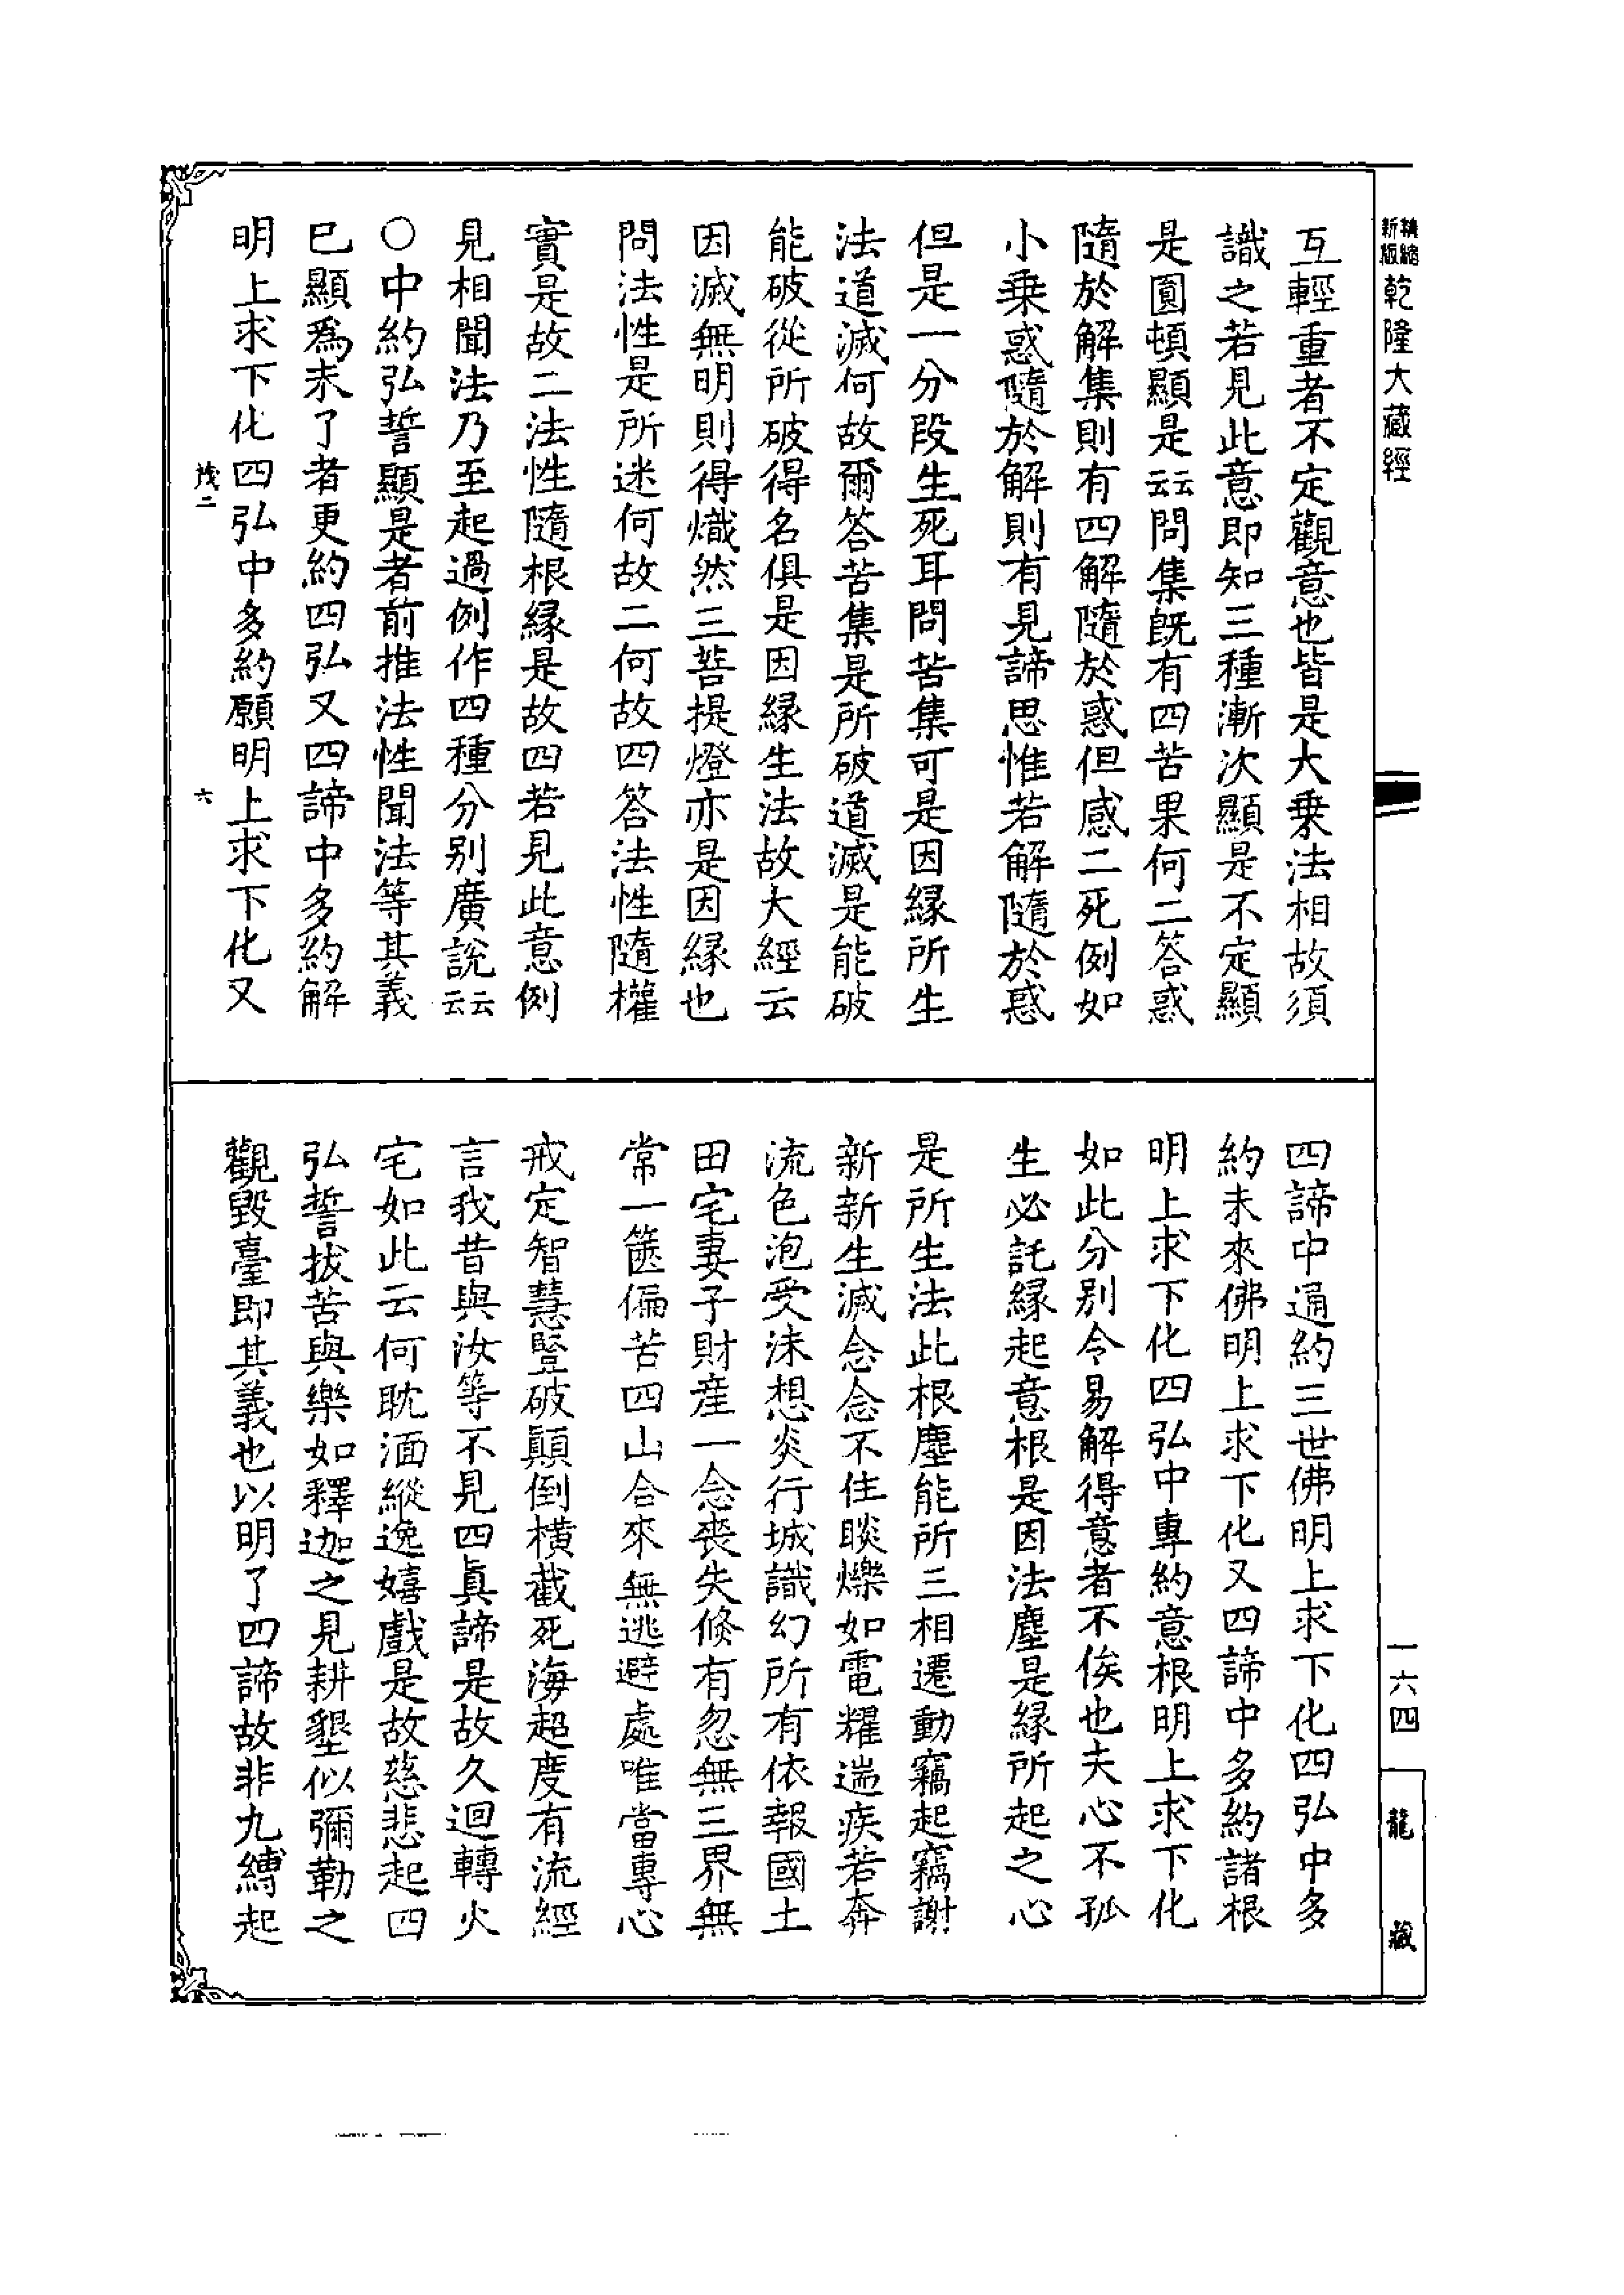 新版精縮乾隆大藏經
互輕重者不定觀意也皆是大乗法相故須
識之若見此意即知三種漸次顯是不定顯
是圓頓顯是云云問集既有四苦果何二答惑
隨於解集則有四解隨於惑但感二死例如
小乗惑隨於解則有見諦思惟若解隨於惑
但是一分段生死耳問苦集可是因縁所生
法道滅何故爾答苦集是所破道滅是能破
能破從所破得名俱是因縁生法故大經云
因滅無明則得熾然三菩提燈亦是因縁也
問法性是所迷何故二何故四答法性隨權
實是故二法性隨根縁是故四若見此意例
見相聞法乃至起過例作四種分別廣説云云
○中約弘誓顯是者前推法性聞法等其義
巳顯爲未了者更約四弘又四諦中多約解
明上求下化四弘中多約願明上求下化又
茂二
六
四諦中通約三世佛明上求下化四弘中多
約未來佛明上求下化又四諦中多約諸根
明上求下化四弘中專約意根明上求下化
如此分別令易解得意者不俟也夫心不孤
生必託縁起意根是因法塵是縁所起之心
是所生法此根塵能所三相遷動竊起竊謝
新新生滅念念不住睒爍如電耀遄疾若奔
流色泡受沫想炎行城識幻所有依報國土
田宅妻子財産一念喪失倏有忽無三界無
常一篋偏苦四山合來無逃避處唯當專心
戒定智慧豎破顛倒橫截死海超度有流經
言我昔與汝等不見四眞諦是故久迴轉火
宅如此云何耽湎縱逸嬉戲是故慈悲起四
弘誓拔苦與樂如釋迦之見耕墾似彌勒之
觀毀臺即其義也以明了四諦故非九縛起
一六四
龍藏